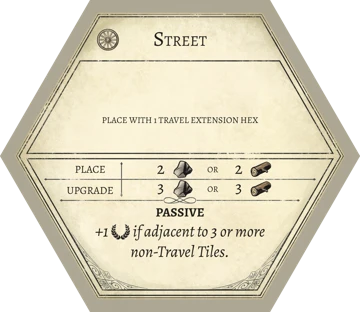 STREET
PLACE WITH 1 TRAVEL EXTENSION HEX
PLACE 2 OR 2
UPGRADE 3 OR 3
PASSIVE
+1 if adjacent to 3 or more
non-Travel Tiles.